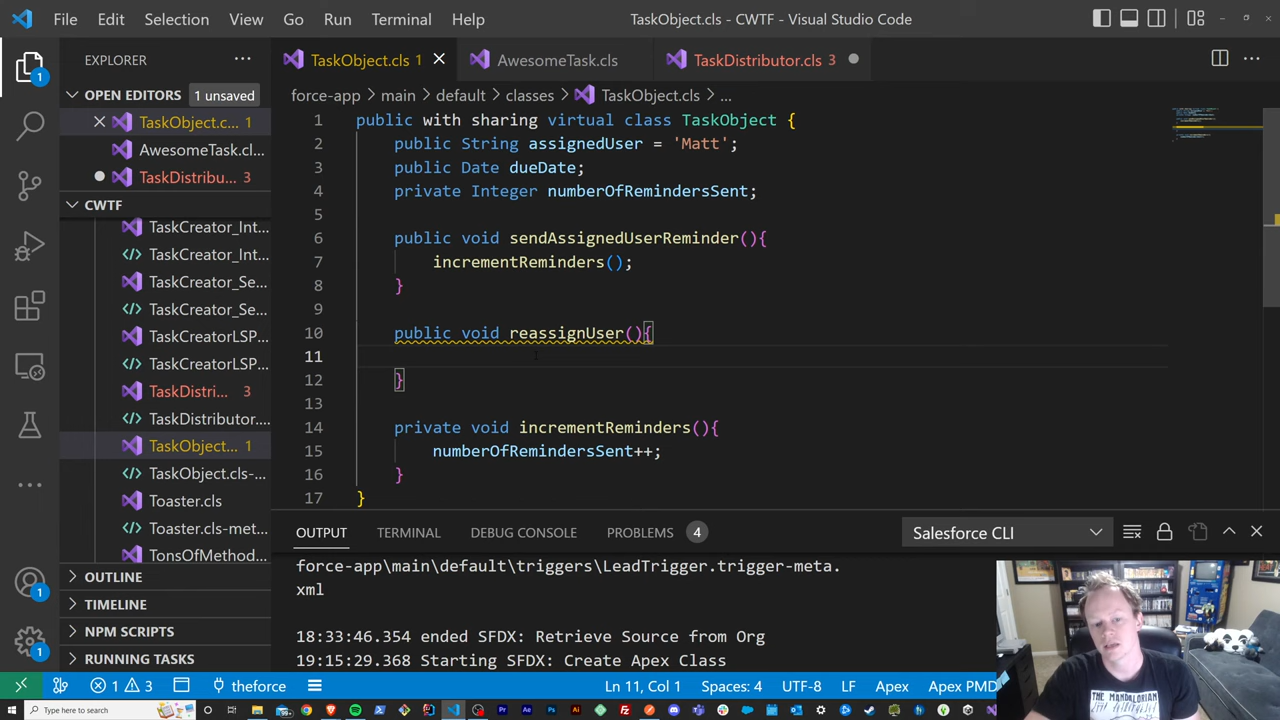 File Edit Selection View Go Run Terminal Help TaskObject.cls - CWTF - Visual Studio Code
EXPLORER
TaskObject.cls 1 AwesomeTask.cls TaskDistributor.cls 3
OPEN EDITORS 1 unsaved
force-app main default classes TaskObject.cls ...
TaskObject.c... 1
AwesomeTask.cl...
TaskDistribu... 3
CWTF
TaskCreator_Int...
TaskCreator_Int...
TaskCreator_Se...
TaskCreator_Se...
TaskCreatorLSP...
TaskCreatorLSP...
TaskDistri... 3
TaskDistributor....
TaskObject... 1
TaskObject.cls-...
Toaster.cls
Toaster.cls-met...
TonsOfMethod...
OUTLINE
TIMELINE
NPM SCRIPTS
RUNNING TASKS
1 public with sharing virtual class TaskObject {
2 public String assignedUser = 'Matt';
3 public Date dueDate;
4 private Integer numberOfRemindersSent;
5
6 public void sendAssignedUserReminder(){
7 incrementReminders();
8 }
9
10 public void reassignUser(){
11
12 }
13
14 private void incrementReminders(){
15 numberOfRemindersSent++;
16 }
17 }
OUTPUT TERMINAL DEBUG CONSOLE PROBLEMS 4 Salesforce CLI
force-app\main\default\triggers\LeadTrigger.trigger-meta.
xml
18:33:46.354 ended SFDX: Retrieve Source from Org
19:15:29.368 Starting SFDX: Create Apex Class
THE MANDALORIAN
1 3 theforce Ln 11, Col 1 Spaces: 4 UTF-8 LF Apex Apex PMD
Type here to search